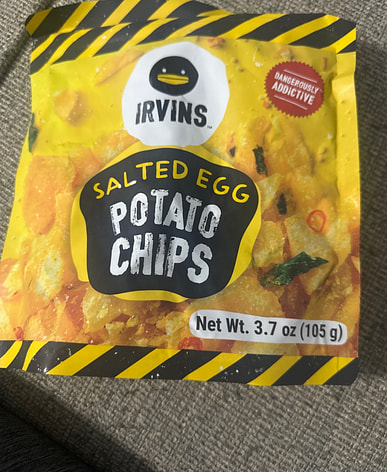 IRVINS
DANGEROUSLY
ADDICTIVE
SALTED EGG
POTATO
CHIPS
Net Wt. 3.7 oz (105 g)